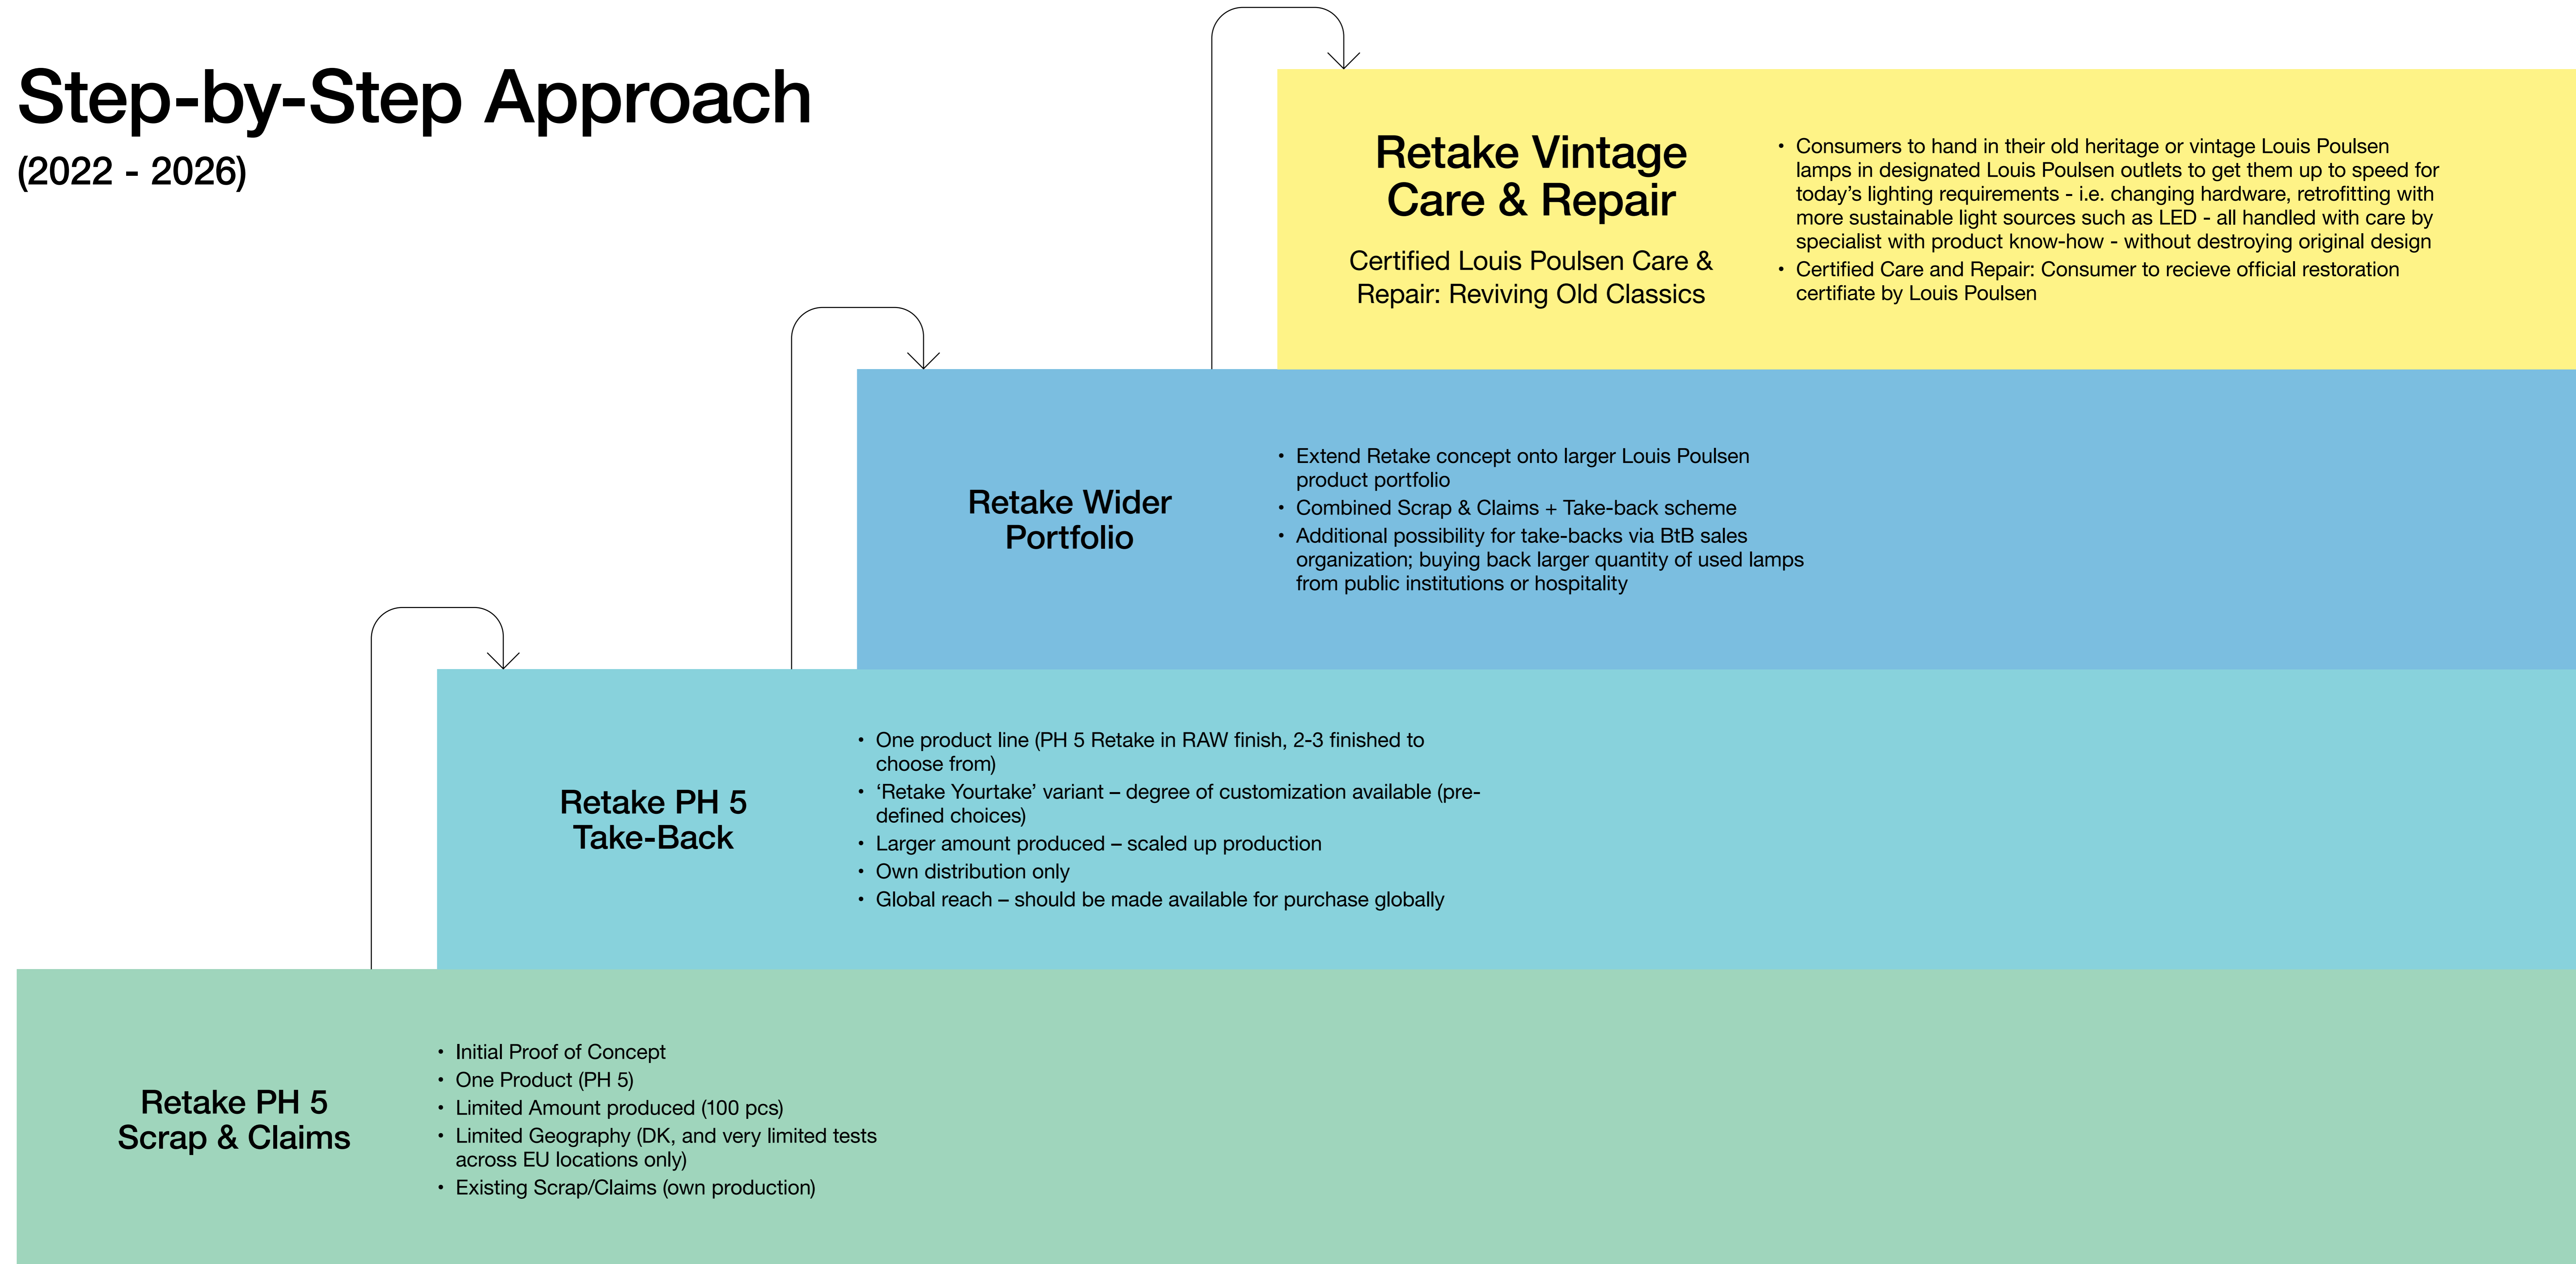 Step-by-Step Approach
(2022 - 2026)
Retake Vintage
Care & Repair
Certified Louis Poulsen Care &
Repair: Reviving Old Classics
• Consumers to hand in their old heritage or vintage Louis Poulsen
lamps in designated Louis Poulsen outlets to get them up to speed for
today’s lighting requirements - i.e. changing hardware, retrofitting with
more sustainable light sources such as LED - all handled with care by
specialist with product know-how - without destroying original design
• Certified Care and Repair: Consumer to recieve official restoration
certifiate by Louis Poulsen
Retake Wider
Portfolio
• Extend Retake concept onto larger Louis Poulsen
product portfolio
• Combined Scrap & Claims + Take-back scheme
• Additional possibility for take-backs via BtB sales
organization; buying back larger quantity of used lamps
from public institutions or hospitality
Retake PH 5
Take-Back
• One product line (PH 5 Retake in RAW finish, 2-3 finished to
choose from)
• ‘Retake Yourtake’ variant – degree of customization available (pre-
defined choices)
• Larger amount produced – scaled up production
• Own distribution only
• Global reach – should be made available for purchase globally
Retake PH 5
Scrap & Claims
• Initial Proof of Concept
• One Product (PH 5)
• Limited Amount produced (100 pcs)
• Limited Geography (DK, and very limited tests
across EU locations only)
• Existing Scrap/Claims (own production)